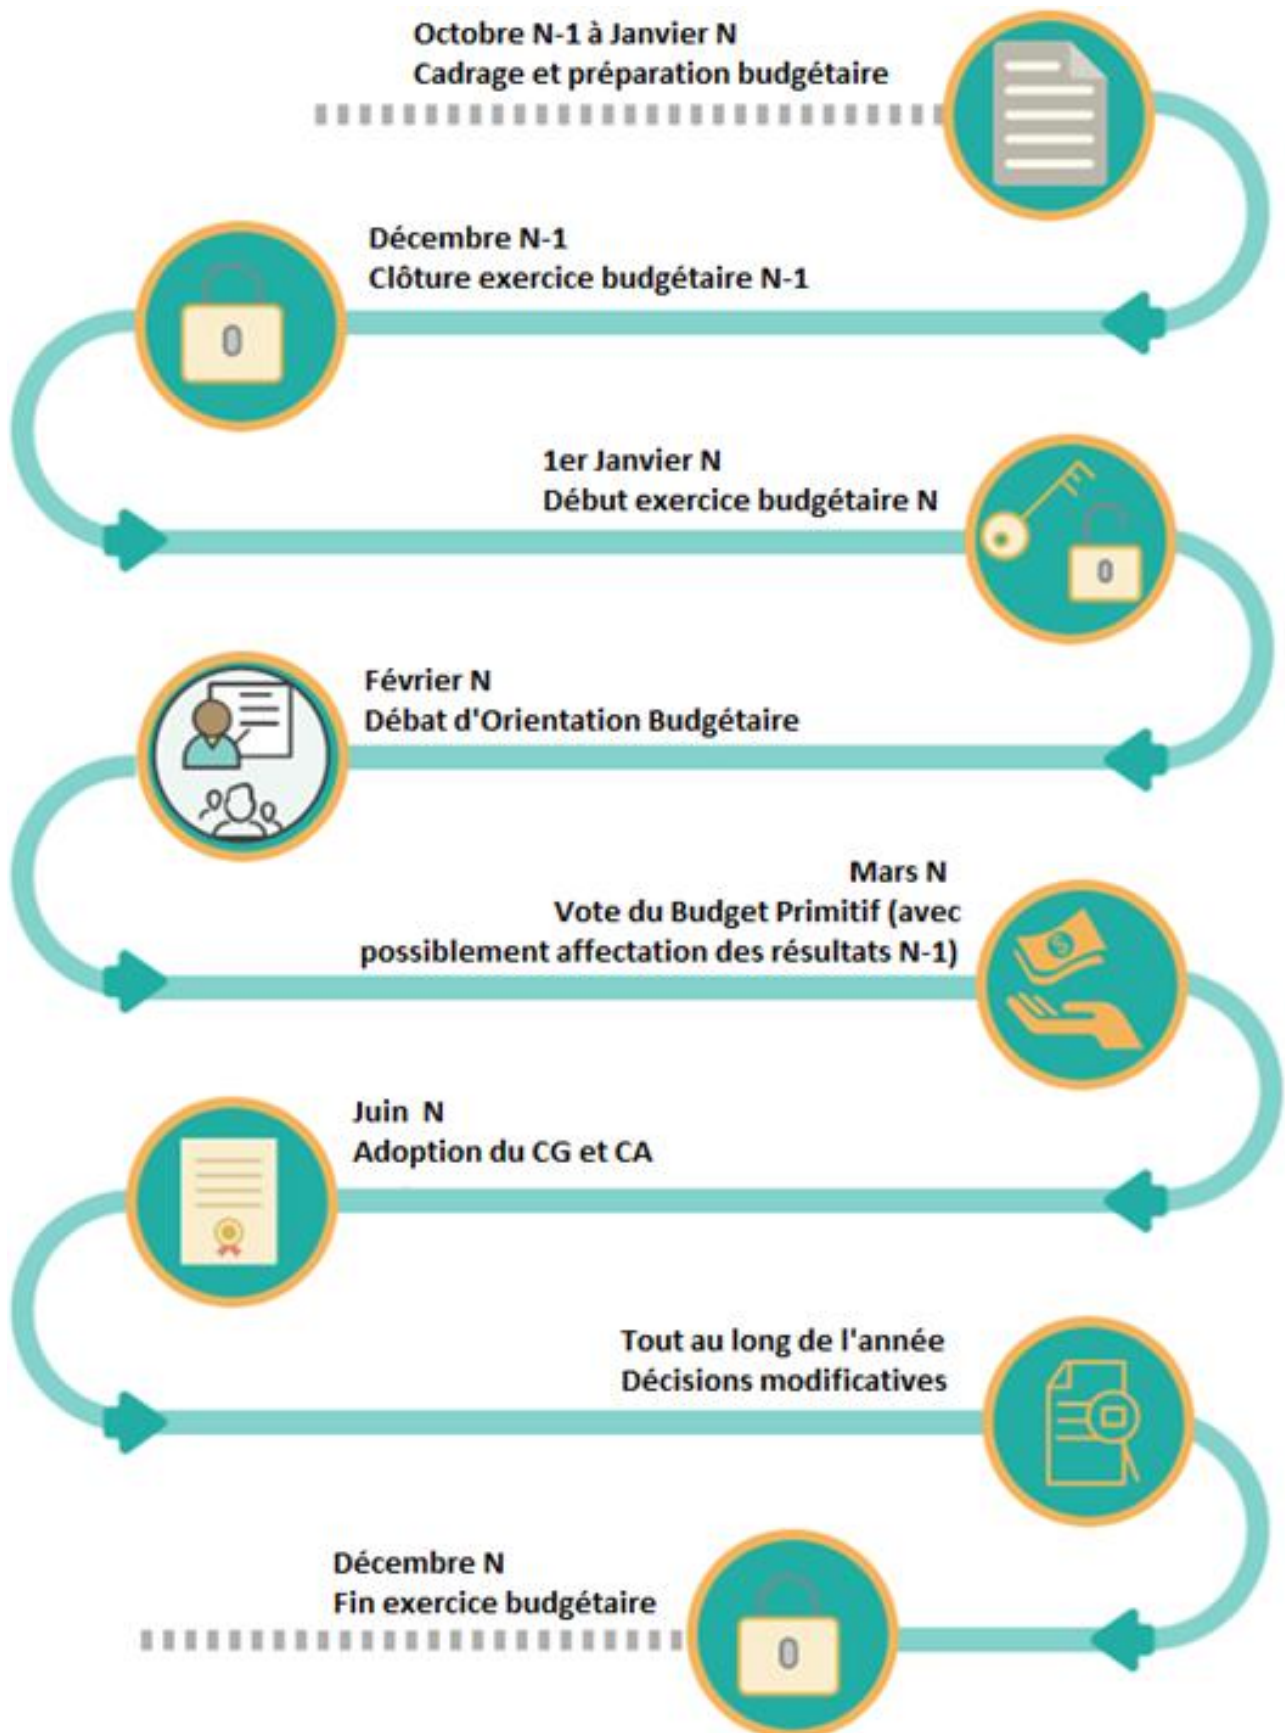 Octobre N-1 à Janvier N
Cadrage et préparation budgétaire
Décembre N-1
Clôture exercice budgétaire N-1
1er Janvier N
Début exercice budgétaire N
Février N
Débat d'Orientation Budgétaire
Mars N
Vote du Budget Primitif (avec
possiblement affectation des résultats N-1)
Juin N
Adoption du CG et CA
Tout au long de l'année
Décisions modificatives
Décembre N
Fin exercice budgétaire